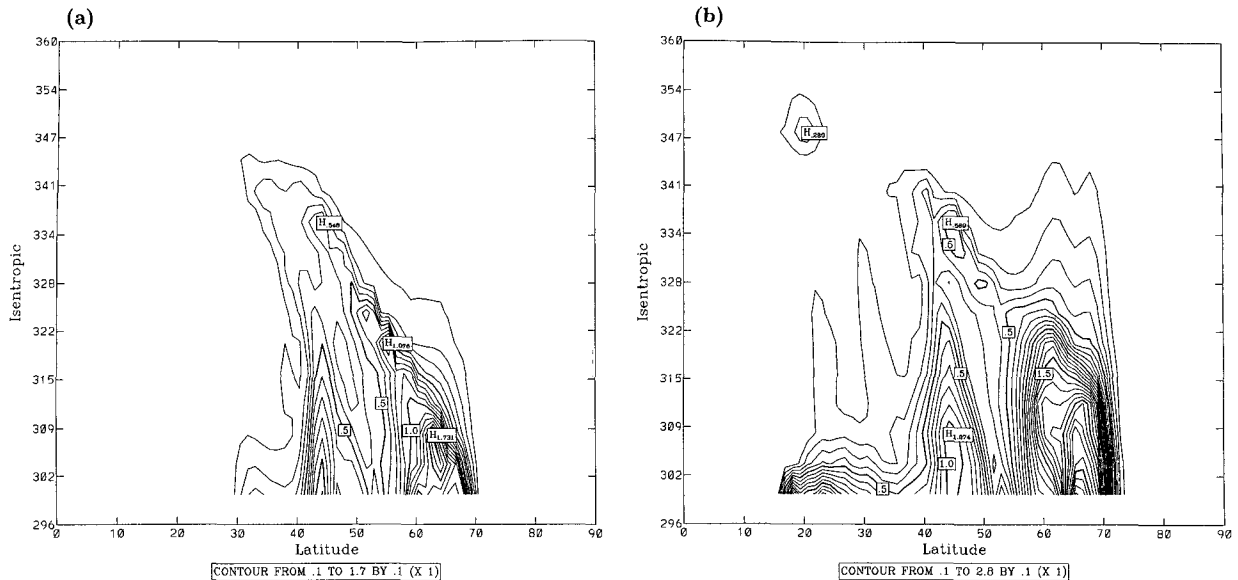 (a)
360
354
347
341
334
328
322
315
309
302
296
Isentropic
H.548
H1.076
.5
.5
1.0
H1.731
0 10 20 30 40 50 60 70 80 90
Latitude
CONTOUR FROM .1 TO 1.7 BY .1 (X 1)
(b)
360
354
347
341
334
328
322
315
309
302
296
Isentropic
H.280
H.589
.5
.5
.5
1.5
H1.074
1.0
.5
0 10 20 30 40 50 60 70 80 90
Latitude
CONTOUR FROM .1 TO 2.8 BY .1 (X 1)